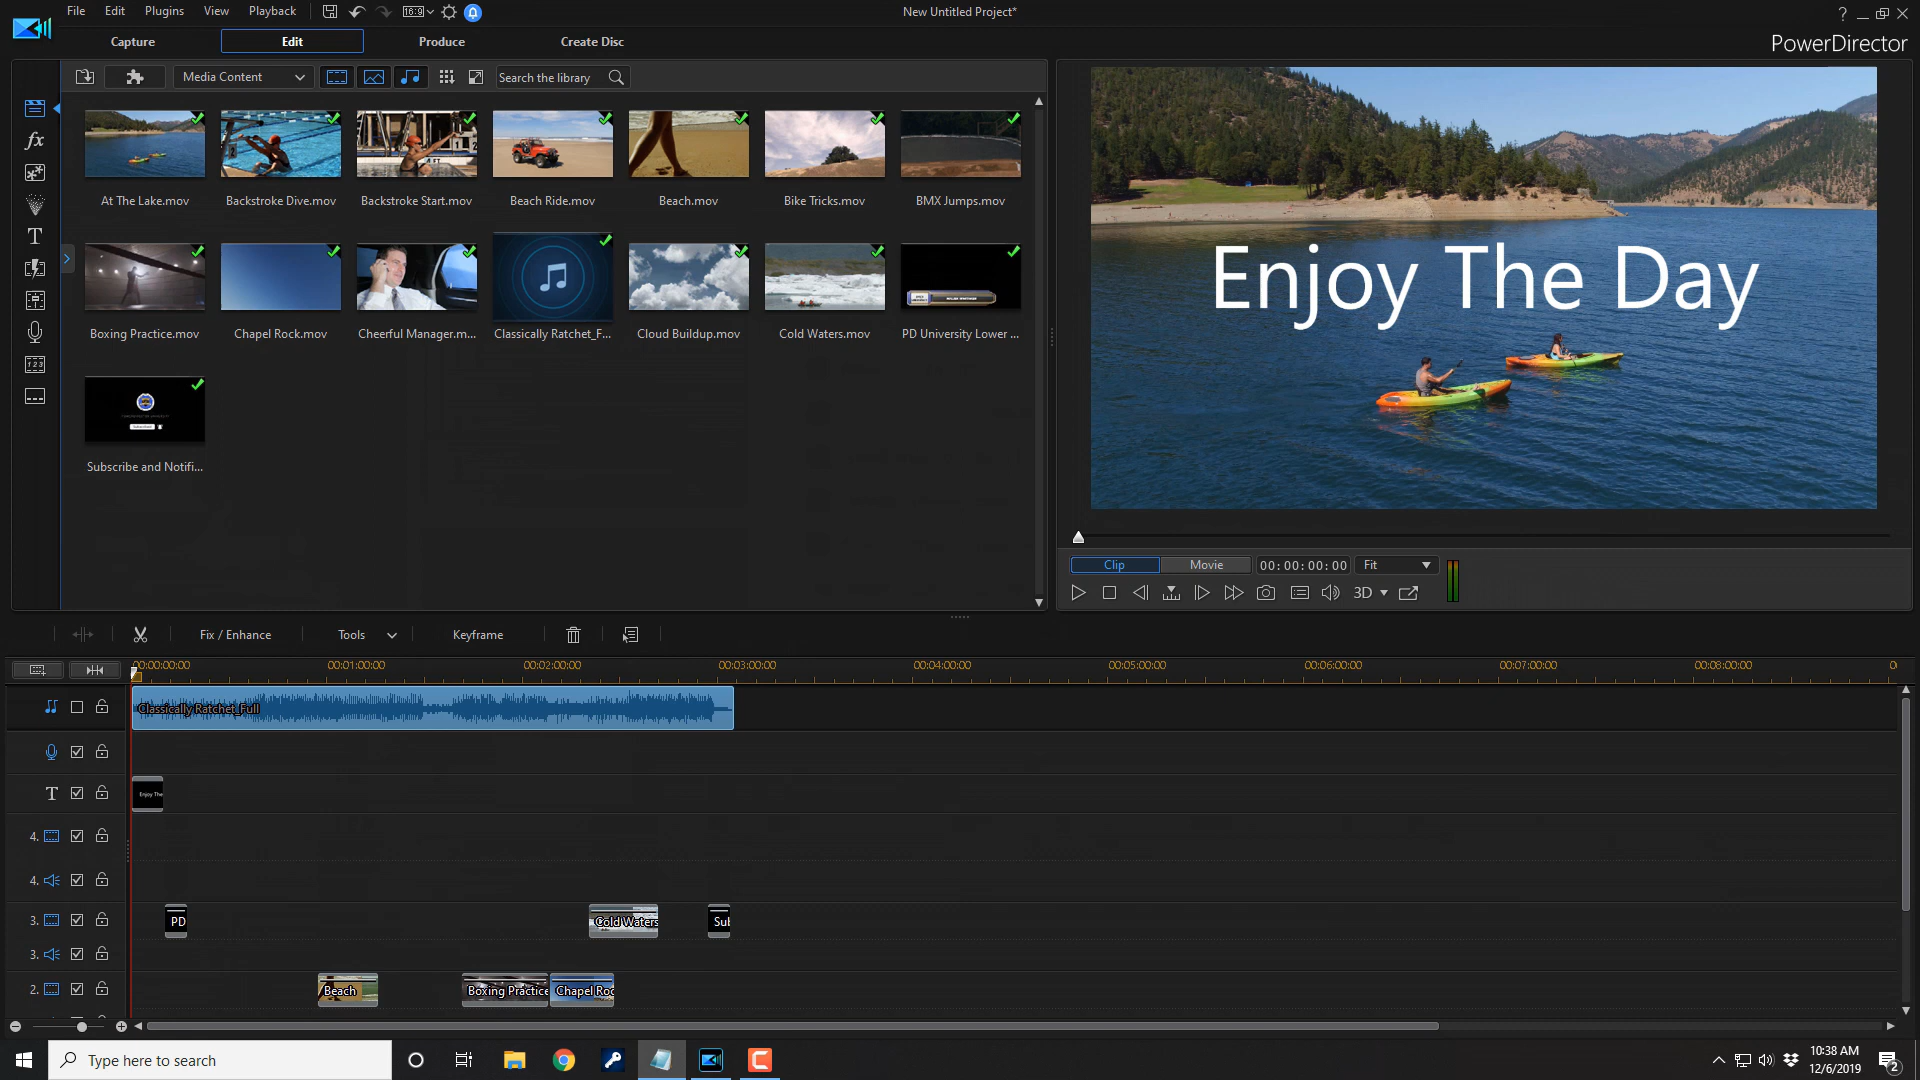 File Edit Plugins View Playback
16:9
New Untitled Project*
?
Capture Edit Produce Create Disc
PowerDirector
Media Content
Search the library
At The Lake.mov Backstroke Dive.mov Backstroke Start.mov Beach Ride.mov Beach.mov Bike Tricks.mov BMX Jumps.mov
fx
T
Boxing Practice.mov Chapel Rock.mov Cheerful Manager.m... Classically Ratchet_F... Cloud Buildup.mov Cold Waters.mov PD University Lower ...
Subscribe and Notifi...
Enjoy The Day
Clip Movie 00:00:00:00 Fit
3D
Fix / Enhance Tools Keyframe
00:00:00:00 00:01:00:00 00:02:00:00 00:03:00:00 00:04:00:00 00:05:00:00 00:06:00:00 00:07:00:00 00:08:00:00 0
Classically Ratchet_Full
T Enjoy The
4.
4.
3. PD Cold Waters Sub
3.
2. Beach Boxing Practice Chapel Roc
Type here to search
10:38 AM
12/6/2019
2